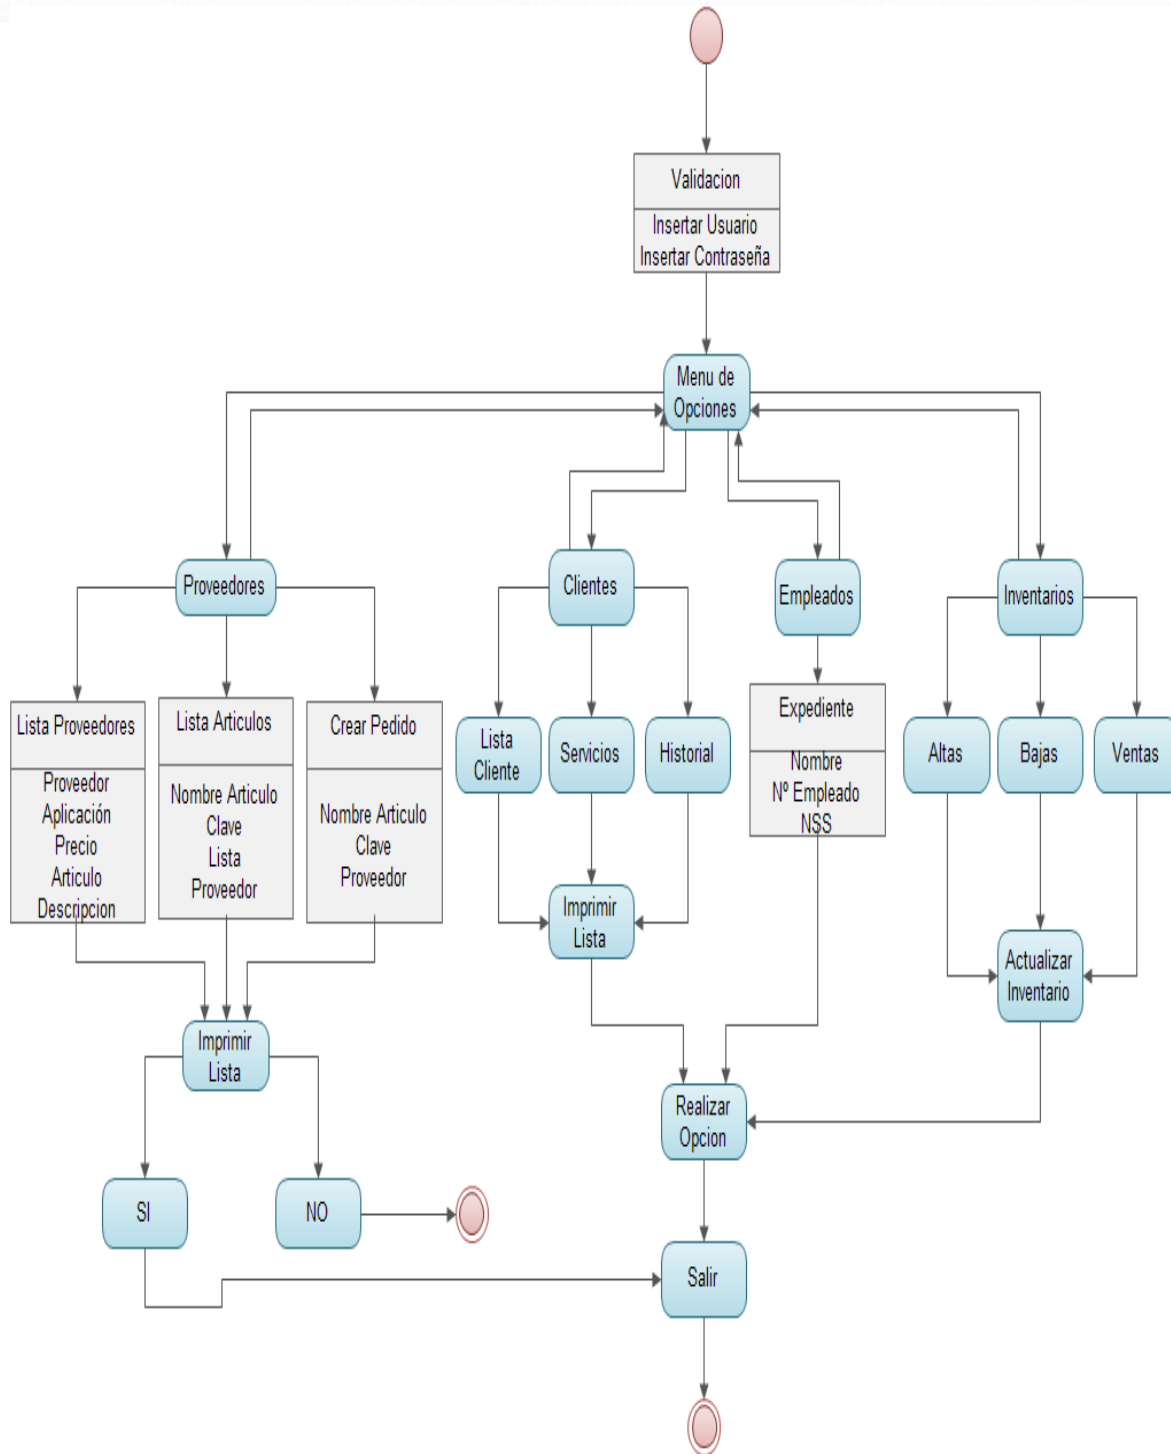 Validacion
Insertar Usuario
Insertar Contraseña
Menu de
Opciones
Proveedores
Clientes
Empleados
Inventarios
Lista Proveedores
Proveedor
Aplicación
Precio
Articulo
Descripcion
Lista Articulos
Nombre Articulo
Clave
Lista
Proveedor
Crear Pedido
Nombre Articulo
Clave
Proveedor
Lista
Cliente
Servicios
Historial
Expediente
Nombre
Nº Empleado
NSS
Altas
Bajas
Ventas
Imprimir
Lista
Actualizar
Inventario
Imprimir
Lista
Realizar
Opcion
SI
NO
Salir